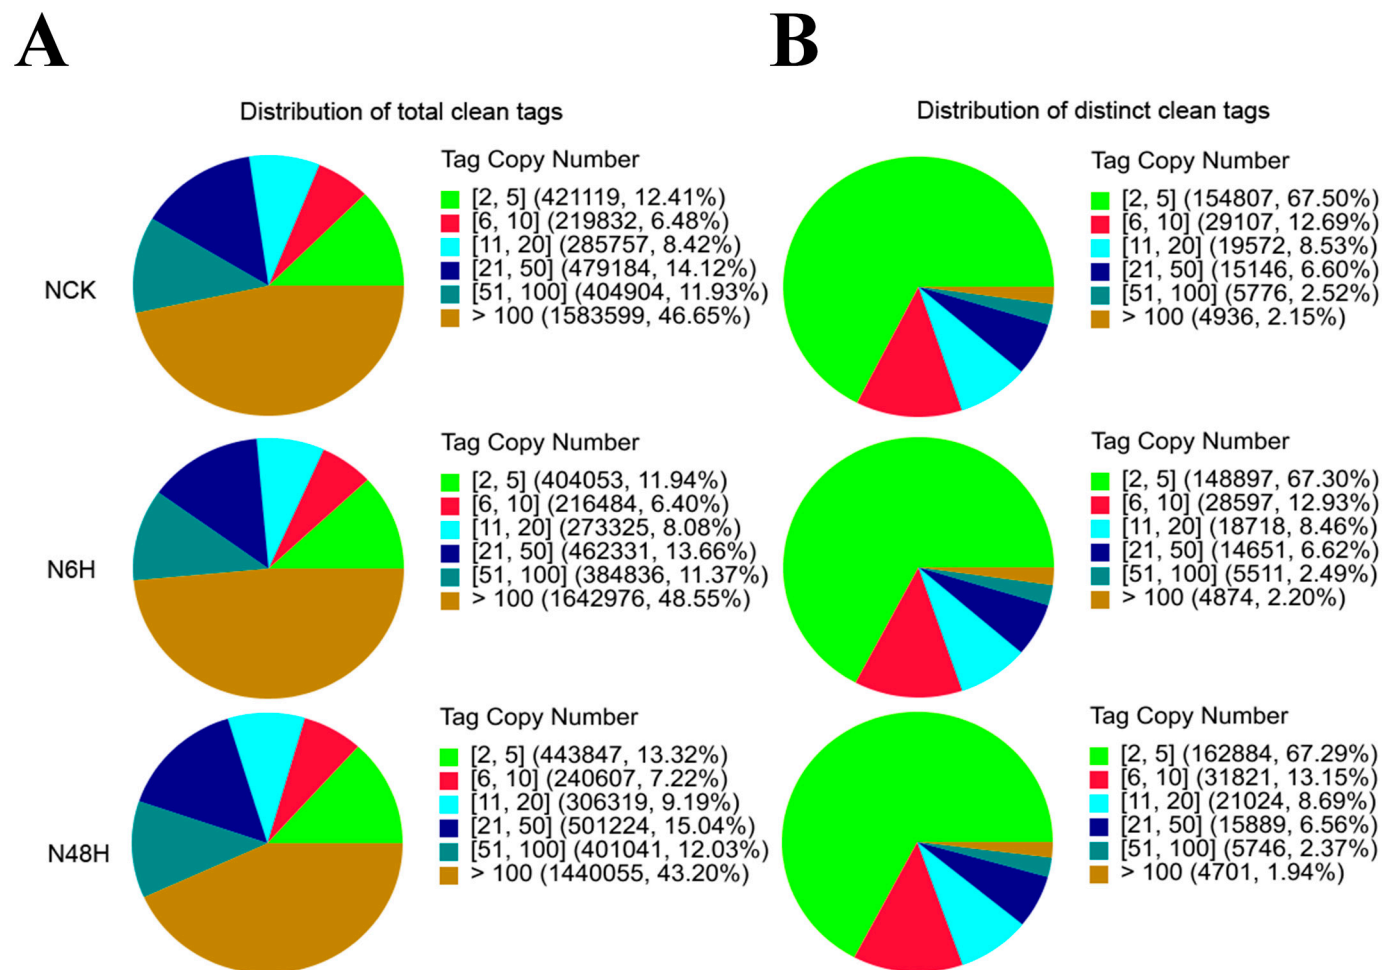 A
B
Distribution of total clean tags
Distribution of distinct clean tags
NCK
Tag Copy Number
[2, 5] (421119, 12.41%)
[6, 10] (219832, 6.48%)
[11, 20] (285757, 8.42%)
[21, 50] (479184, 14.12%)
[51, 100] (404904, 11.93%)
> 100 (1583599, 46.65%)
Tag Copy Number
[2, 5] (154807, 67.50%)
[6, 10] (29107, 12.69%)
[11, 20] (19572, 8.53%)
[21, 50] (15146, 6.60%)
[51, 100] (5776, 2.52%)
> 100 (4936, 2.15%)
N6H
Tag Copy Number
[2, 5] (404053, 11.94%)
[6, 10] (216484, 6.40%)
[11, 20] (273325, 8.08%)
[21, 50] (462331, 13.66%)
[51, 100] (384836, 11.37%)
> 100 (1642976, 48.55%)
Tag Copy Number
[2, 5] (148897, 67.30%)
[6, 10] (28597, 12.93%)
[11, 20] (18718, 8.46%)
[21, 50] (14651, 6.62%)
[51, 100] (5511, 2.49%)
> 100 (4874, 2.20%)
N48H
Tag Copy Number
[2, 5] (443847, 13.32%)
[6, 10] (240607, 7.22%)
[11, 20] (306319, 9.19%)
[21, 50] (501224, 15.04%)
[51, 100] (401041, 12.03%)
> 100 (1440055, 43.20%)
Tag Copy Number
[2, 5] (162884, 67.29%)
[6, 10] (31821, 13.15%)
[11, 20] (21024, 8.69%)
[21, 50] (15889, 6.56%)
[51, 100] (5746, 2.37%)
> 100 (4701, 1.94%)